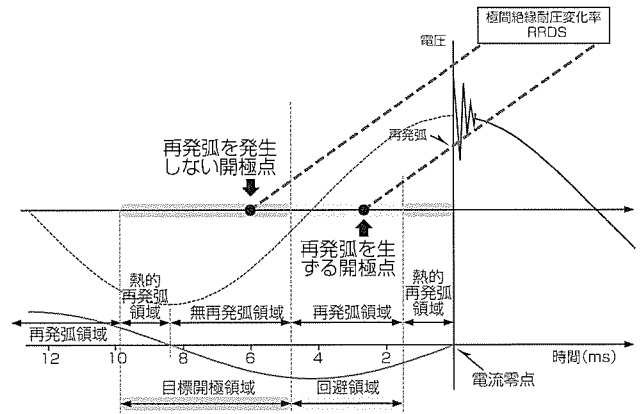 極間絶縁耐圧変化率
RRDS
電圧
再発弧
再発弧を発生
しない開極点
再発弧を生
ずる開極点
熱的
再発弧
領域
熱的
再発弧
領域
無再発弧領域
再発弧領域
再発弧領域
12
10
8
6
4
2
時間(ms)
目標開極領域
回避領域
電流零点